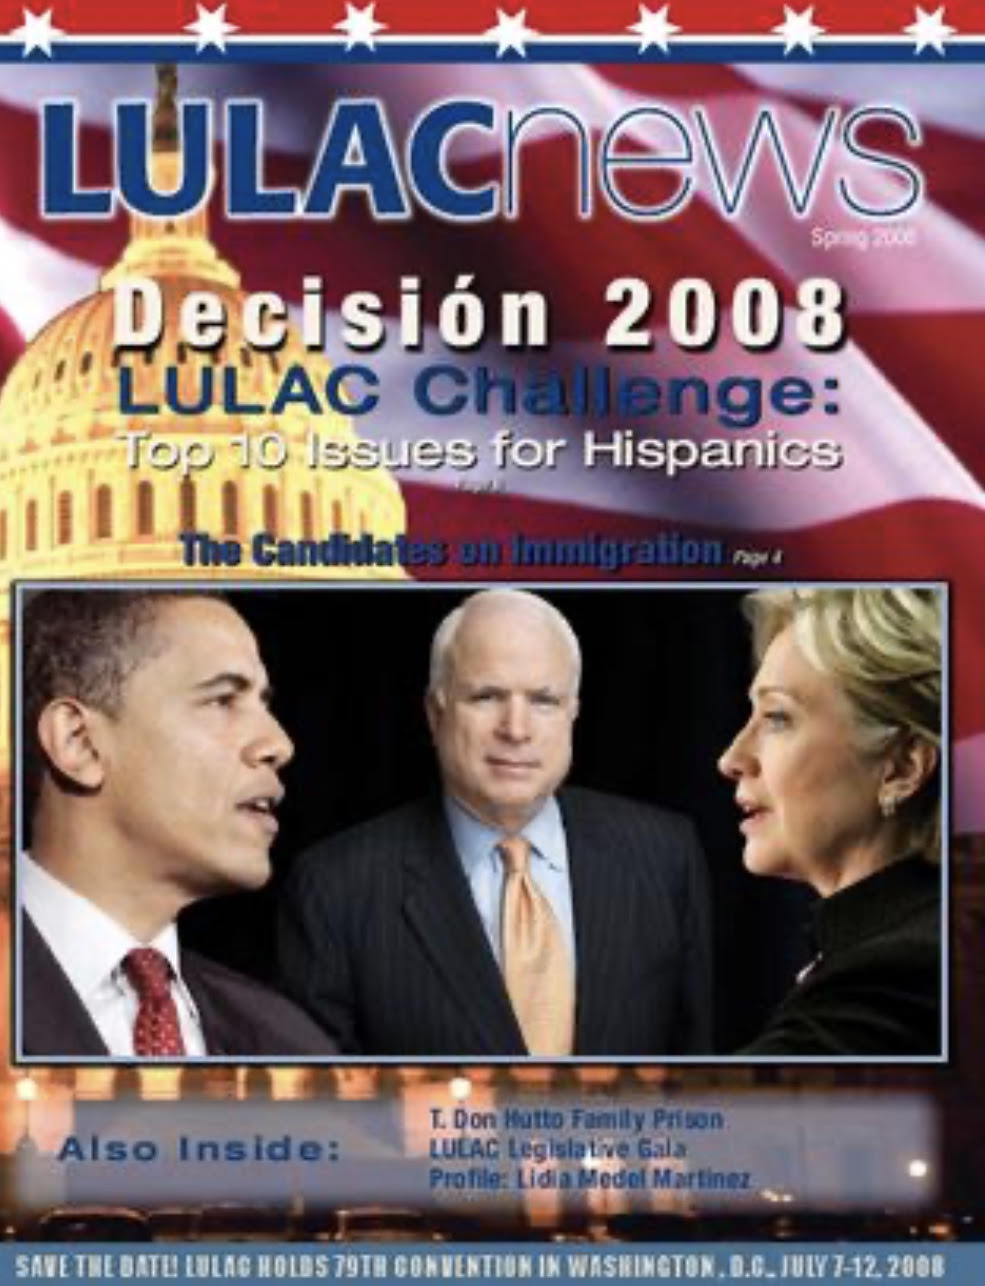 LULACnews
Spring 2008
Decisión 2008
LULAC Challenge:
Top 10 Issues for Hispanics
The Candidates on Immigration Page 4
Also Inside:
T. Don Hutto Family Prison
LULAC Legislative Gala
Profile: Lidia Medel Martinez
SAVE THE DATE! LULAC HOLDS 79TH CONVENTION IN WASHINGTON, D.C., JULY 7-12, 2008